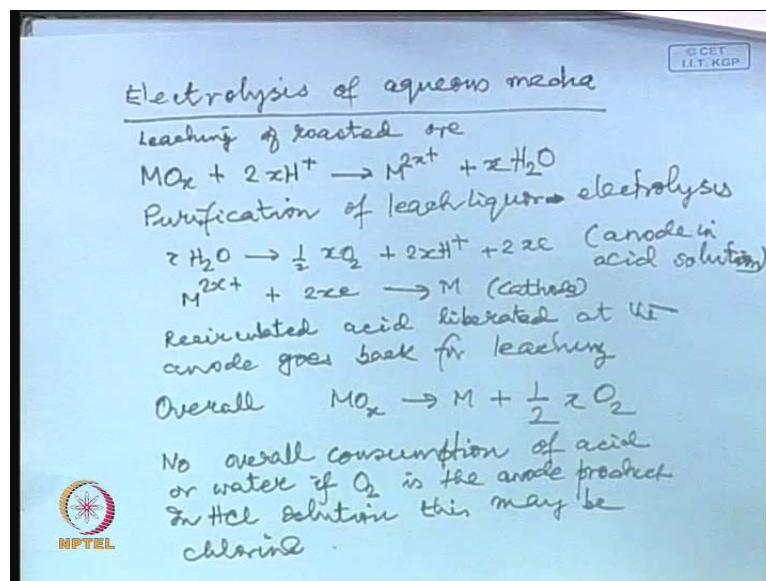 © CET
I.I.T. KGP
Electrolysis of aqueous media
Leaching of roasted ore
MOx + 2xH⁺ → M²ˣ⁺ + xH₂O
Purification of leach liquor → electrolysis
xH₂O → ½ xO₂ + 2xH⁺ + 2xe (anode in
acid solution)
M²ˣ⁺ + 2xe → M (Cathode)
Recirculated acid liberated at the
anode goes back for leaching
Overall MOx → M + ½ xO₂
No overall consumption of acid
or water if O₂ is the anode product
In HCl solution this may be
chlorine.
NPTEL